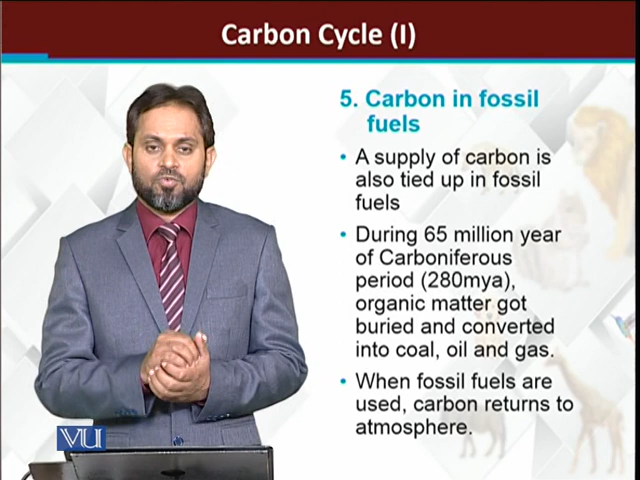 Carbon Cycle (I)
5. Carbon in fossil
fuels
• A supply of carbon is
also tied up in fossil
fuels
• During 65 million year
of Carboniferous
period (280mya),
organic matter got
buried and converted
into coal, oil and gas.
• When fossil fuels are
used, carbon returns to
atmosphere.
VU